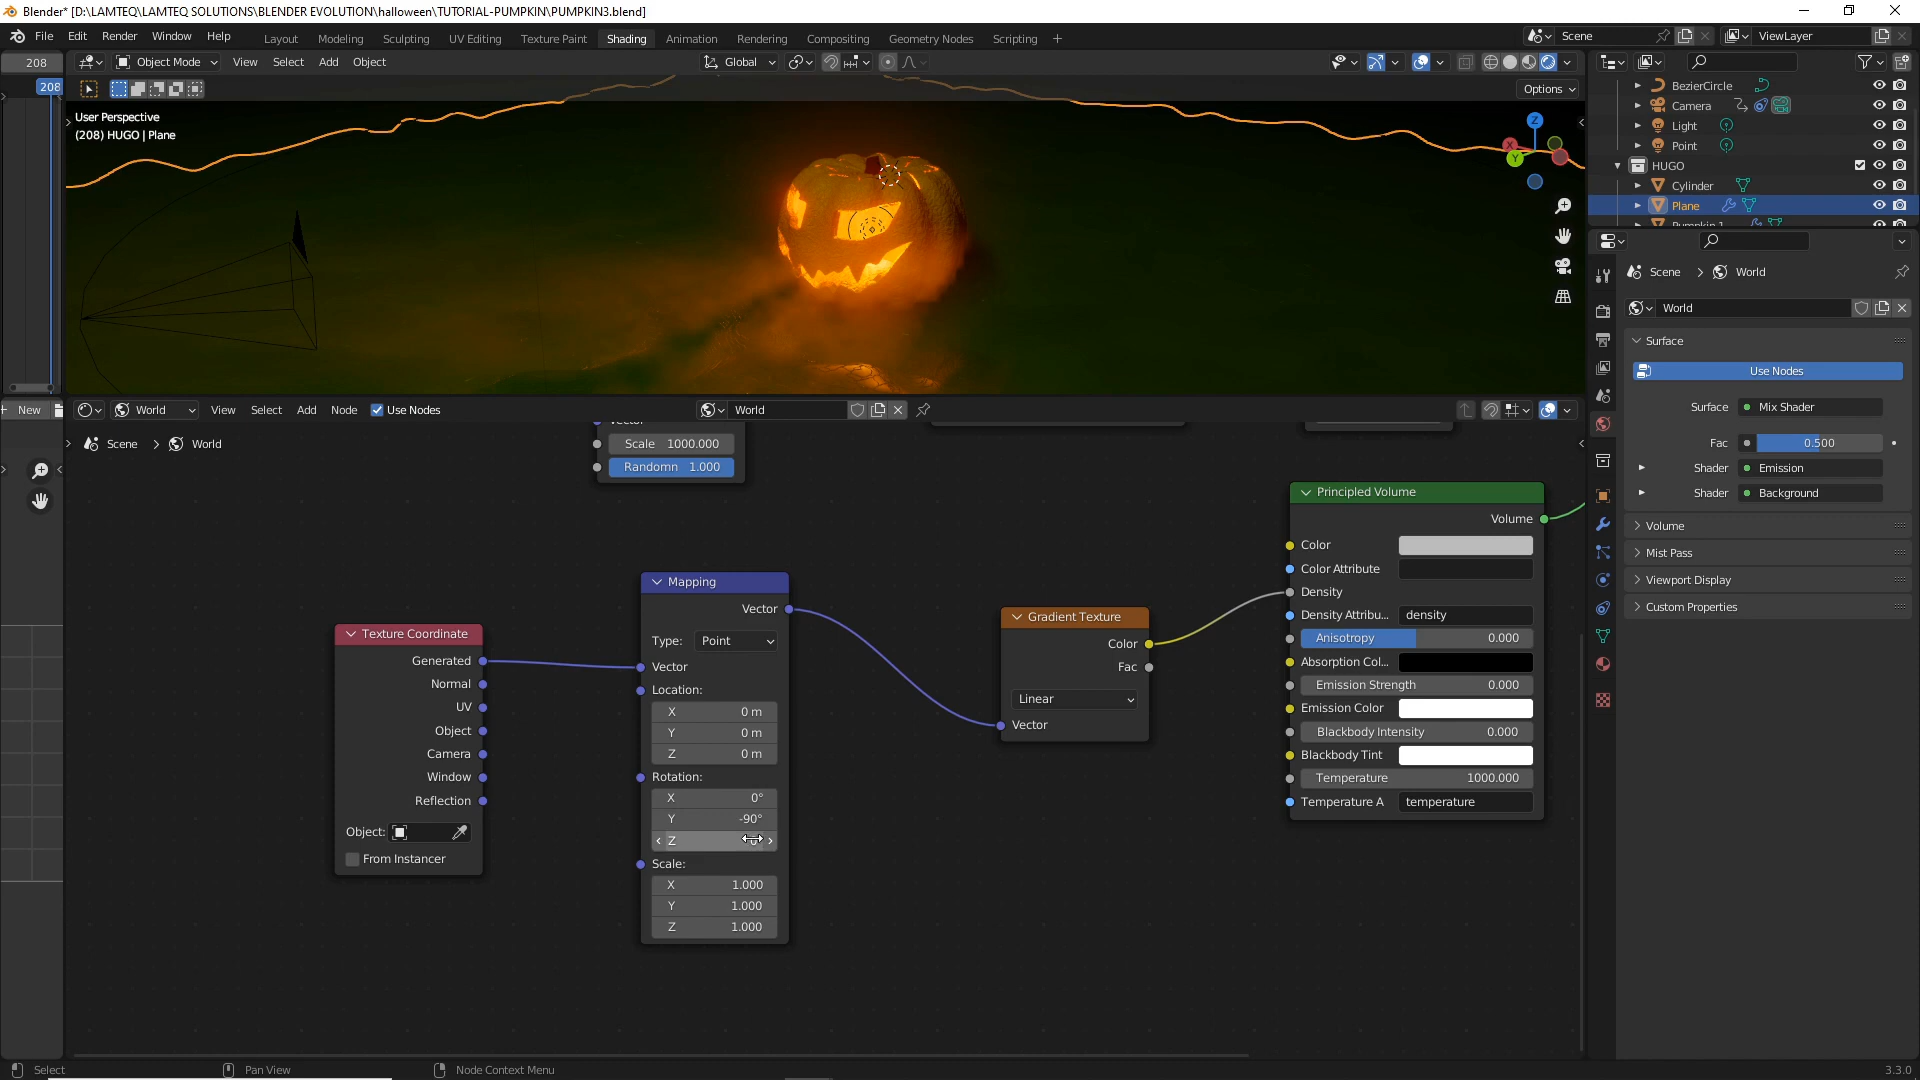 Blender* [D:\LAMTEQ\LAMTEQ SOLUTIONS\BLENDER EVOLUTION\halloween\TUTORIAL-PUMPKIN\PUMPKIN3.blend]
File Edit Render Window Help Layout Modeling Sculpting UV Editing Texture Paint Shading Animation Rendering Compositing Geometry Nodes Scripting + Scene ViewLayer
208 Object Mode View Select Add Object Global
208 Options
User Perspective
(208) HUGO | Plane
Z
X
Y
BezierCircle
Camera
Light
Point
HUGO
Cylinder
Plane
Pumpkin 1
Scene > World
World
Surface
Use Nodes
Surface Mix Shader
Fac 0.500
Shader Emission
Shader Background
Volume
Mist Pass
Viewport Display
Custom Properties
New World View Select Add Node Use Nodes World
Scene > World
Vector
Scale 1000.000
Randomn 1.000
Texture Coordinate
Generated
Normal
UV
Object
Camera
Window
Reflection
Object:
From Instancer
Mapping
Vector
Type: Point
Vector
Location:
X 0 m
Y 0 m
Z 0 m
Rotation:
X 0°
Y -90°
Z
Scale:
X 1.000
Y 1.000
Z 1.000
Gradient Texture
Color
Fac
Linear
Vector
Principled Volume
Volume
Color
Color Attribute
Density
Density Attribu... density
Anisotropy 0.000
Absorption Col...
Emission Strength 0.000
Emission Color
Blackbody Intensity 0.000
Blackbody Tint
Temperature 1000.000
Temperature A temperature
Select Pan View Node Context Menu 3.3.0